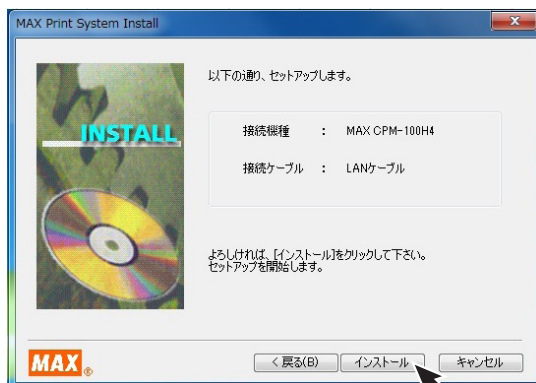 MAX Print System Install
以下の通り、セットアップします。
INSTALL
接続機種 : MAX CPM-100H4
接続ケーブル : LANケーブル
よろしければ、[インストール]をクリックして下さい。
セットアップを開始します。
MAX®
< 戻る(B) インストール キャンセル